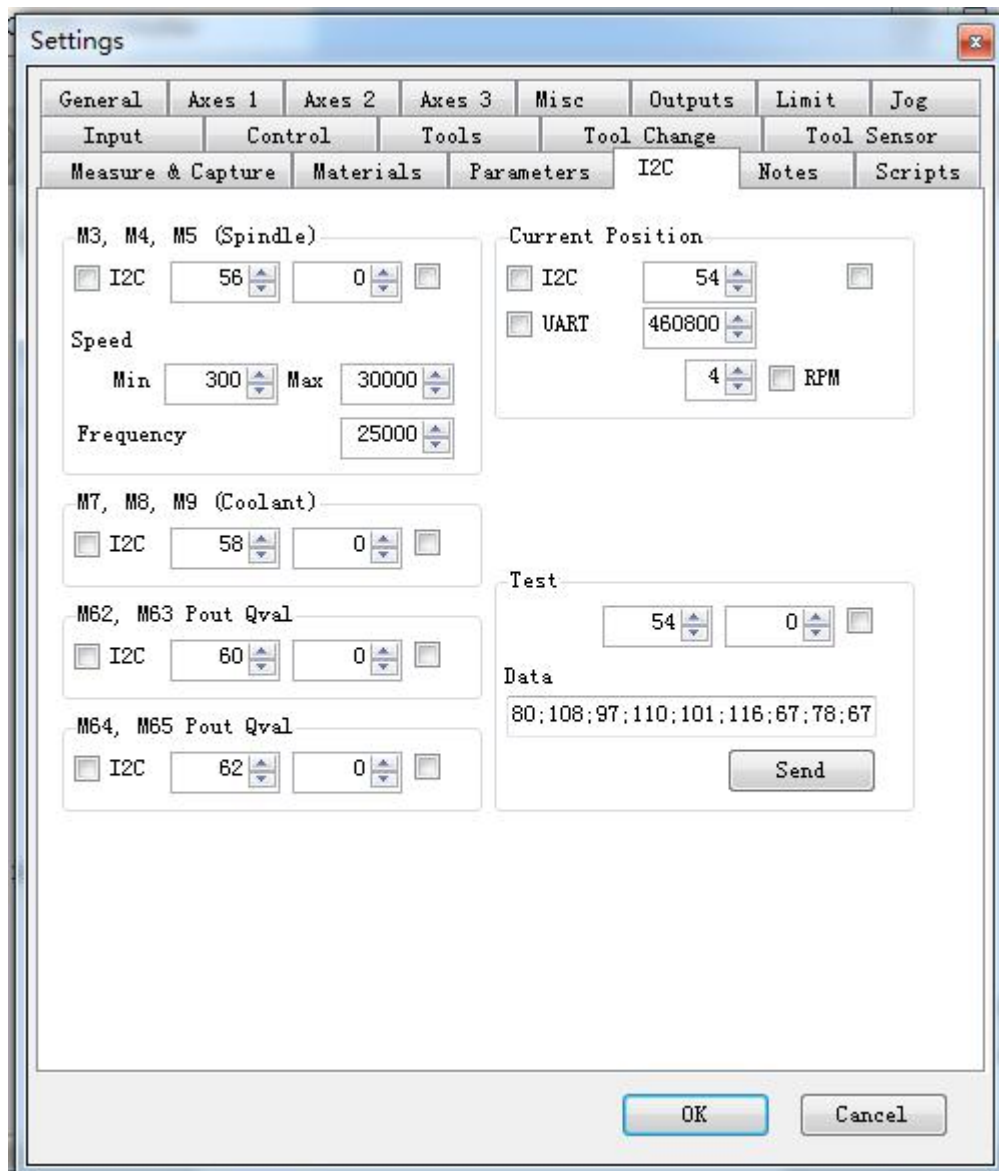 Settings
General Axes 1 Axes 2 Axes 3 Misc Outputs Limit Jog
Input Control Tools Tool Change Tool Sensor
Measure & Capture Materials Parameters I2C Notes Scripts
M3, M4, M5 (Spindle)
I2C 56 0
Speed
Min 300 Max 30000
Frequency 25000
M7, M8, M9 (Coolant)
I2C 58 0
M62, M63 Pout Qval
I2C 60 0
M64, M65 Pout Qval
I2C 62 0
Current Position
I2C 54
UART 460800
4 RPM
Test
54 0
Data
80;108;97;110;101;116;67;78;67
Send
OK Cancel